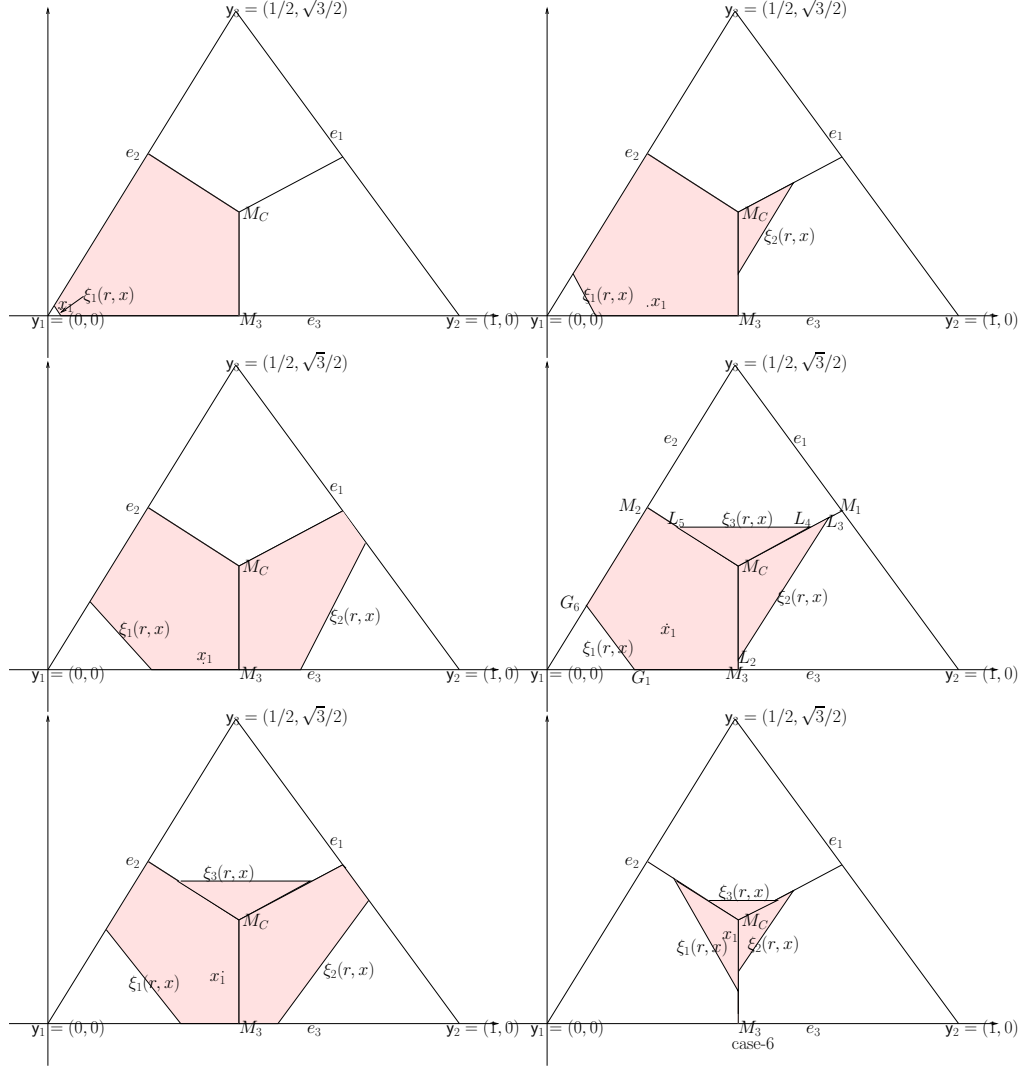 y₃ = (1/2, √3/2)
e₁
e₂
M_C
ξ₁(r, x)
x₁
y₁ = (0, 0)
M₃
e₃
y₂ = (1, 0)
y₃ = (1/2, √3/2)
e₁
e₂
M_C
ξ₂(r, x)
ξ₁(r, x)
x₁
y₁ = (0, 0)
M₃
e₃
y₂ = (1, 0)
y₃ = (1/2, √3/2)
e₁
e₂
M_C
ξ₂(r, x)
ξ₁(r, x)
x₁
y₁ = (0, 0)
M₃
e₃
y₂ = (1, 0)
y₃ = (1/2, √3/2)
e₂
e₁
M₂
M₁
L₅
ξ₃(r, x)
L₄
L₃
M_C
G₆
ξ₂(r, x)
x₁
ξ₁(r, x)
L₂
y₁ = (0, 0)
G₁
M₃
e₃
y₂ = (1, 0)
y₃ = (1/2, √3/2)
e₁
e₂
ξ₃(r, x)
M_C
ξ₂(r, x)
ξ₁(r, x)
x₁
y₁ = (0, 0)
M₃
e₃
y₂ = (1, 0)
y₃ = (1/2, √3/2)
e₁
e₂
ξ₃(r, x)
M_C
x₁
ξ₁(r, x)
ξ₂(r, x)
y₁ = (0, 0)
M₃
e₃
y₂ = (1, 0)
case-6